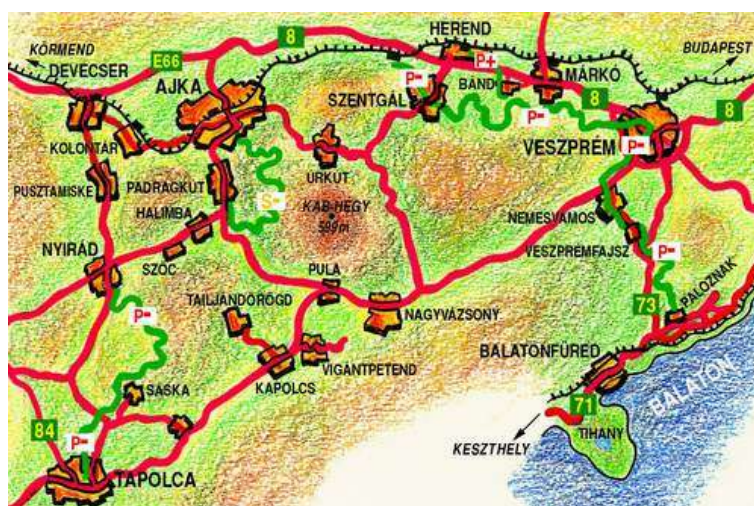 HEREND
8
KÖRMEND
E66
BUDAPEST
DEVECSER
P+
AJKA
P=
MÁRKÓ
SZENTGÁL
BÁND
8
8
KOLONTÁR
VESZPRÉM
P=
ÚRKÚT
PUSZTAMISKE
PADRAGKÚT
HALIMBA
S=
KAB-HEGY
599m
NEMESVÁMOS
NYIRÁD
VESZPRÉMFAJSZ
P=
SZŐC
PULA
PALOZNAK
TALJÁNDÖRÖGD
73
P=
NAGYVÁZSONY
BALATONFÜRED
VIGÁNTPETEND
KAPOLCS
SÁSKA
BALATON
71
84
TIHANY
P=
KESZTHELY
TAPOLCA